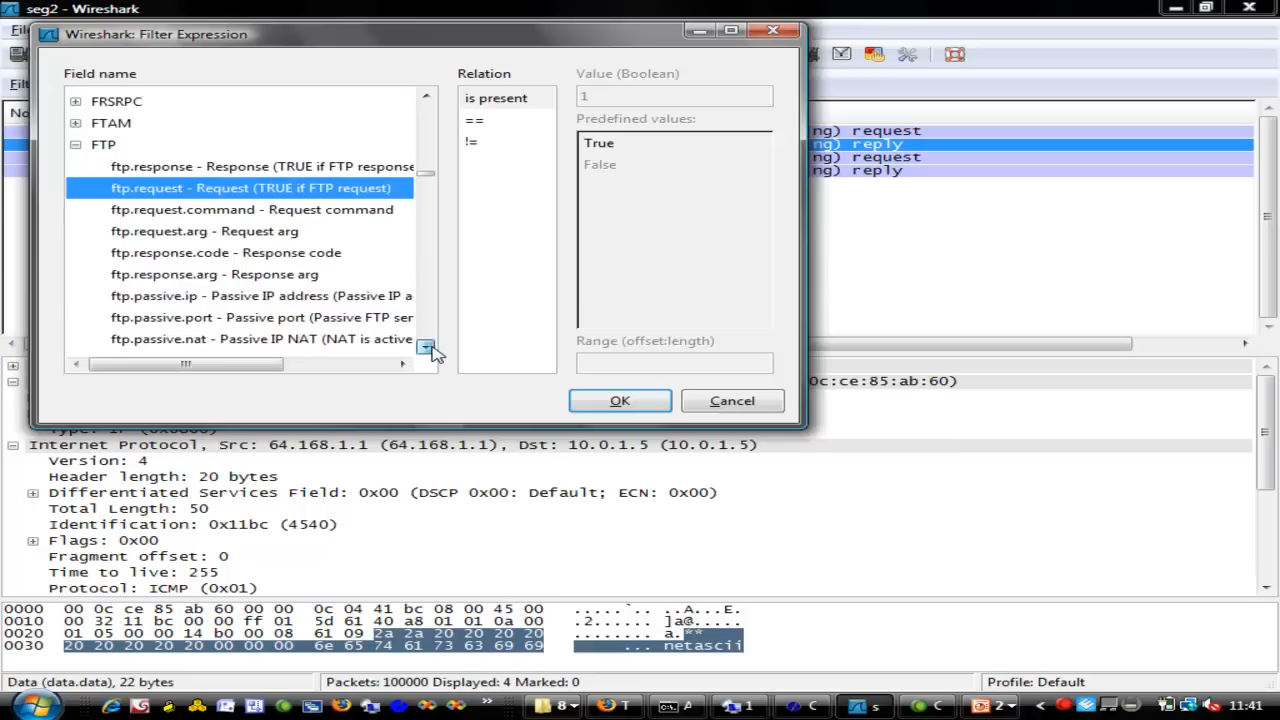 seg2 - Wireshark
Fil
Wireshark: Filter Expression
Field name
Relation
Value (Boolean)
FRSRPC
FTAM
FTP
ftp.response - Response (TRUE if FTP response
ftp.request - Request (TRUE if FTP request)
ftp.request.command - Request command
ftp.request.arg - Request arg
ftp.response.code - Response code
ftp.response.arg - Response arg
ftp.passive.ip - Passive IP address (Passive IP a
ftp.passive.port - Passive port (Passive FTP ser
ftp.passive.nat - Passive IP NAT (NAT is active
is present
==
!=
1
Predefined values:
True
False
Range (offset:length)
OK
Cancel
Filt
No
ng) request
ng) reply
ng) request
ng) reply
0c:ce:85:ab:60)
Internet Protocol, Src: 64.168.1.1 (64.168.1.1), Dst: 10.0.1.5 (10.0.1.5)
Version: 4
Header length: 20 bytes
Differentiated Services Field: 0x00 (DSCP 0x00: Default; ECN: 0x00)
Total Length: 50
Identification: 0x11bc (4540)
Flags: 0x00
Fragment offset: 0
Time to live: 255
Protocol: ICMP (0x01)
0000 00 0c ce 85 ab 60 00 00 0c 04 41 bc 08 00 45 00 .....`.. ..A...E.
0010 00 32 11 bc 00 00 ff 01 5d 61 40 a8 01 01 0a 00 .2...... ]a@.....
0020 01 05 00 00 14 b0 00 08 61 09 2a 2a 20 20 20 20 ........ a.**
0030 20 20 20 20 00 00 00 6e 65 74 61 73 63 69 69 ... netascii
Data (data.data), 22 bytes
Packets: 100000 Displayed: 4 Marked: 0
Profile: Default
8
T
A
1
C
s
C
2
11:41